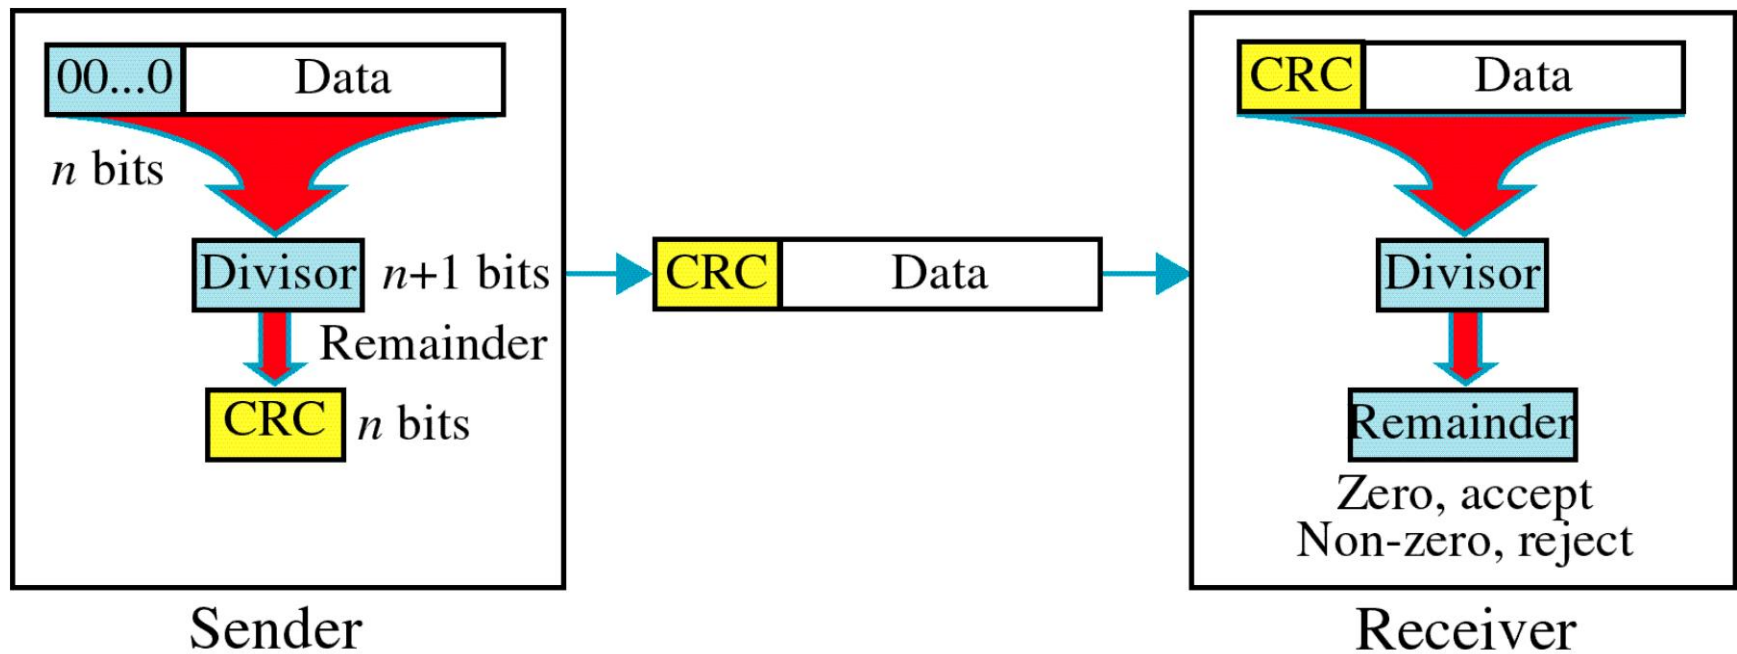 00...0 Data
n bits
Divisor n+1 bits
Remainder
CRC n bits
Sender
CRC Data
CRC Data
Divisor
Remainder
Zero, accept
Non-zero, reject
Receiver